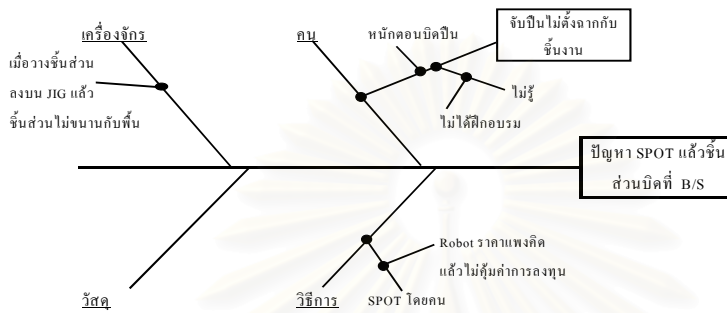 เครื่องจักร
คน
หนักตอนบิดปืน
จับปืนไม่ตั้งฉากกับ
ชิ้นงาน
เมื่อวางชิ้นส่วน
ลงบน JIG แล้ว
ชิ้นส่วนไม่ขนานกับพื้น
ไม่รู้
ไม่ได้ฝึกอบรม
ปัญหา SPOT แล้วชิ้น
ส่วนบิดที่ B/S
Robot ราคาแพงคิด
แล้วไม่คุ้มค่าการลงทุน
วัสดุ
วิธีการ
SPOT โดยคน